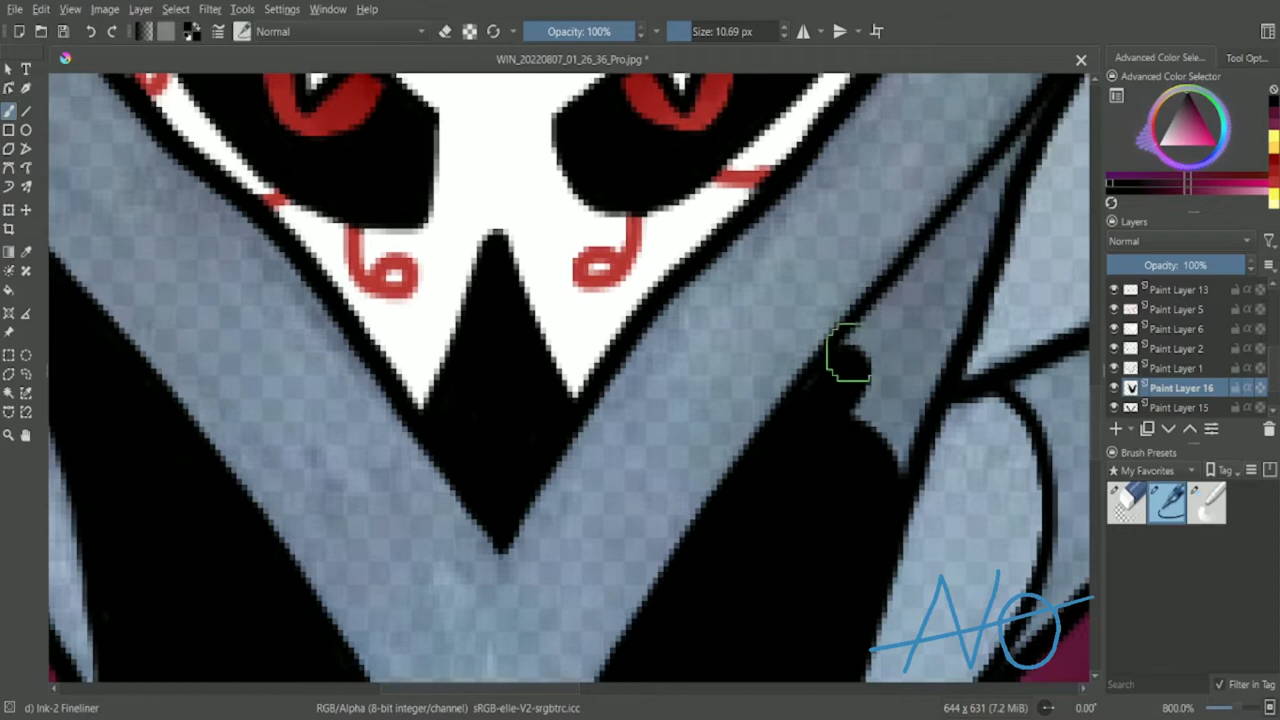 File Edit View Image Layer Select Filter Tools Settings Window Help
Normal Opacity: 100% Size: 10.69 px
WIN_20220807_01_26_36_Pro.jpg *
Advanced Color Sele... Tool Opt...
Advanced Color Selector
Layers
Normal
Opacity: 100%
Paint Layer 13
Paint Layer 5
Paint Layer 6
Paint Layer 2
Paint Layer 1
Paint Layer 16
Paint Layer 15
Brush Presets
My Favorites Tag
Search Filter in Tag
d) Ink-2 Fineliner RGB/Alpha (8-bit integer/channel) sRGB-elle-V2-srgbtrc.icc 644 x 631 (7.2 MiB) 0.00° 800.0%